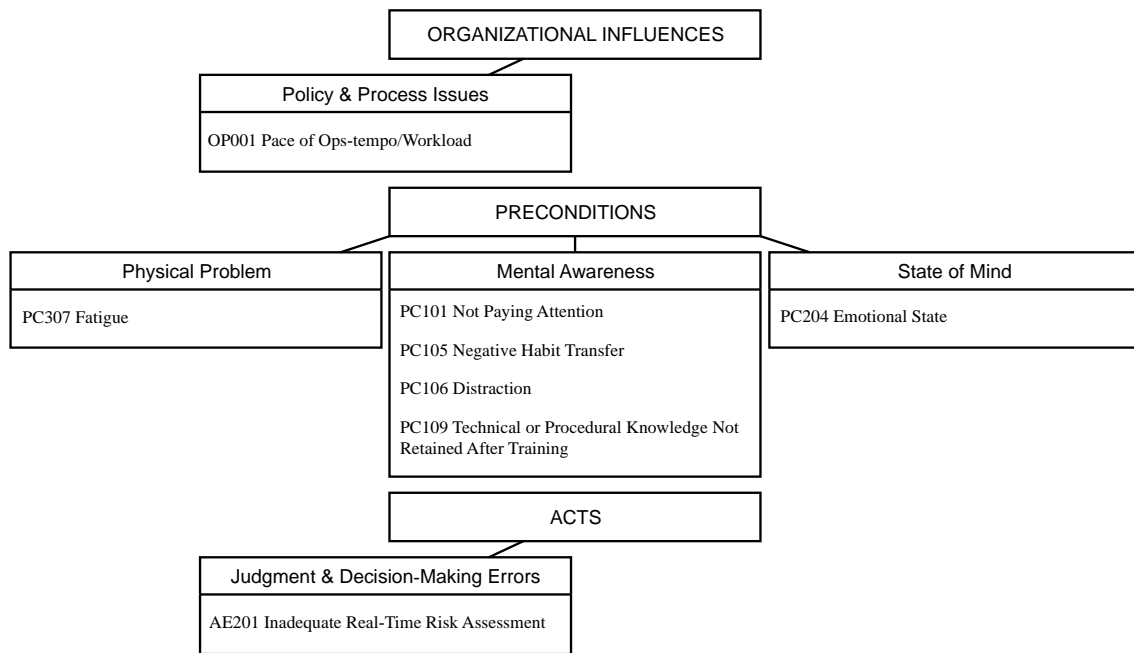 ORGANIZATIONAL INFLUENCES
Policy & Process Issues
OP001 Pace of Ops-tempo/Workload
PRECONDITIONS
Physical Problem
PC307 Fatigue
Mental Awareness
PC101 Not Paying Attention
PC105 Negative Habit Transfer
PC106 Distraction
PC109 Technical or Procedural Knowledge Not
Retained After Training
State of Mind
PC204 Emotional State
ACTS
Judgment & Decision-Making Errors
AE201 Inadequate Real-Time Risk Assessment